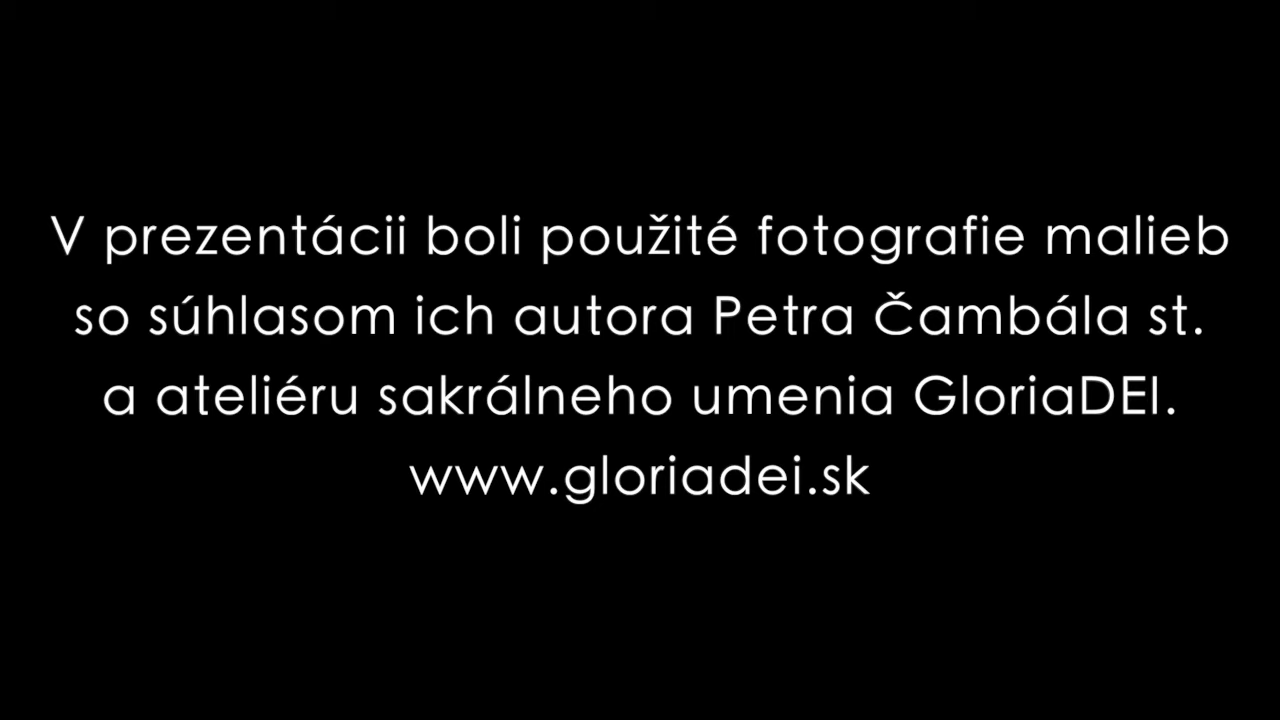 V prezentácii boli použité fotografie malieb
so súhlasom ich autora Petra Čambála st.
a ateliéru sakrálneho umenia GloriaDEI.
www.gloriadei.sk